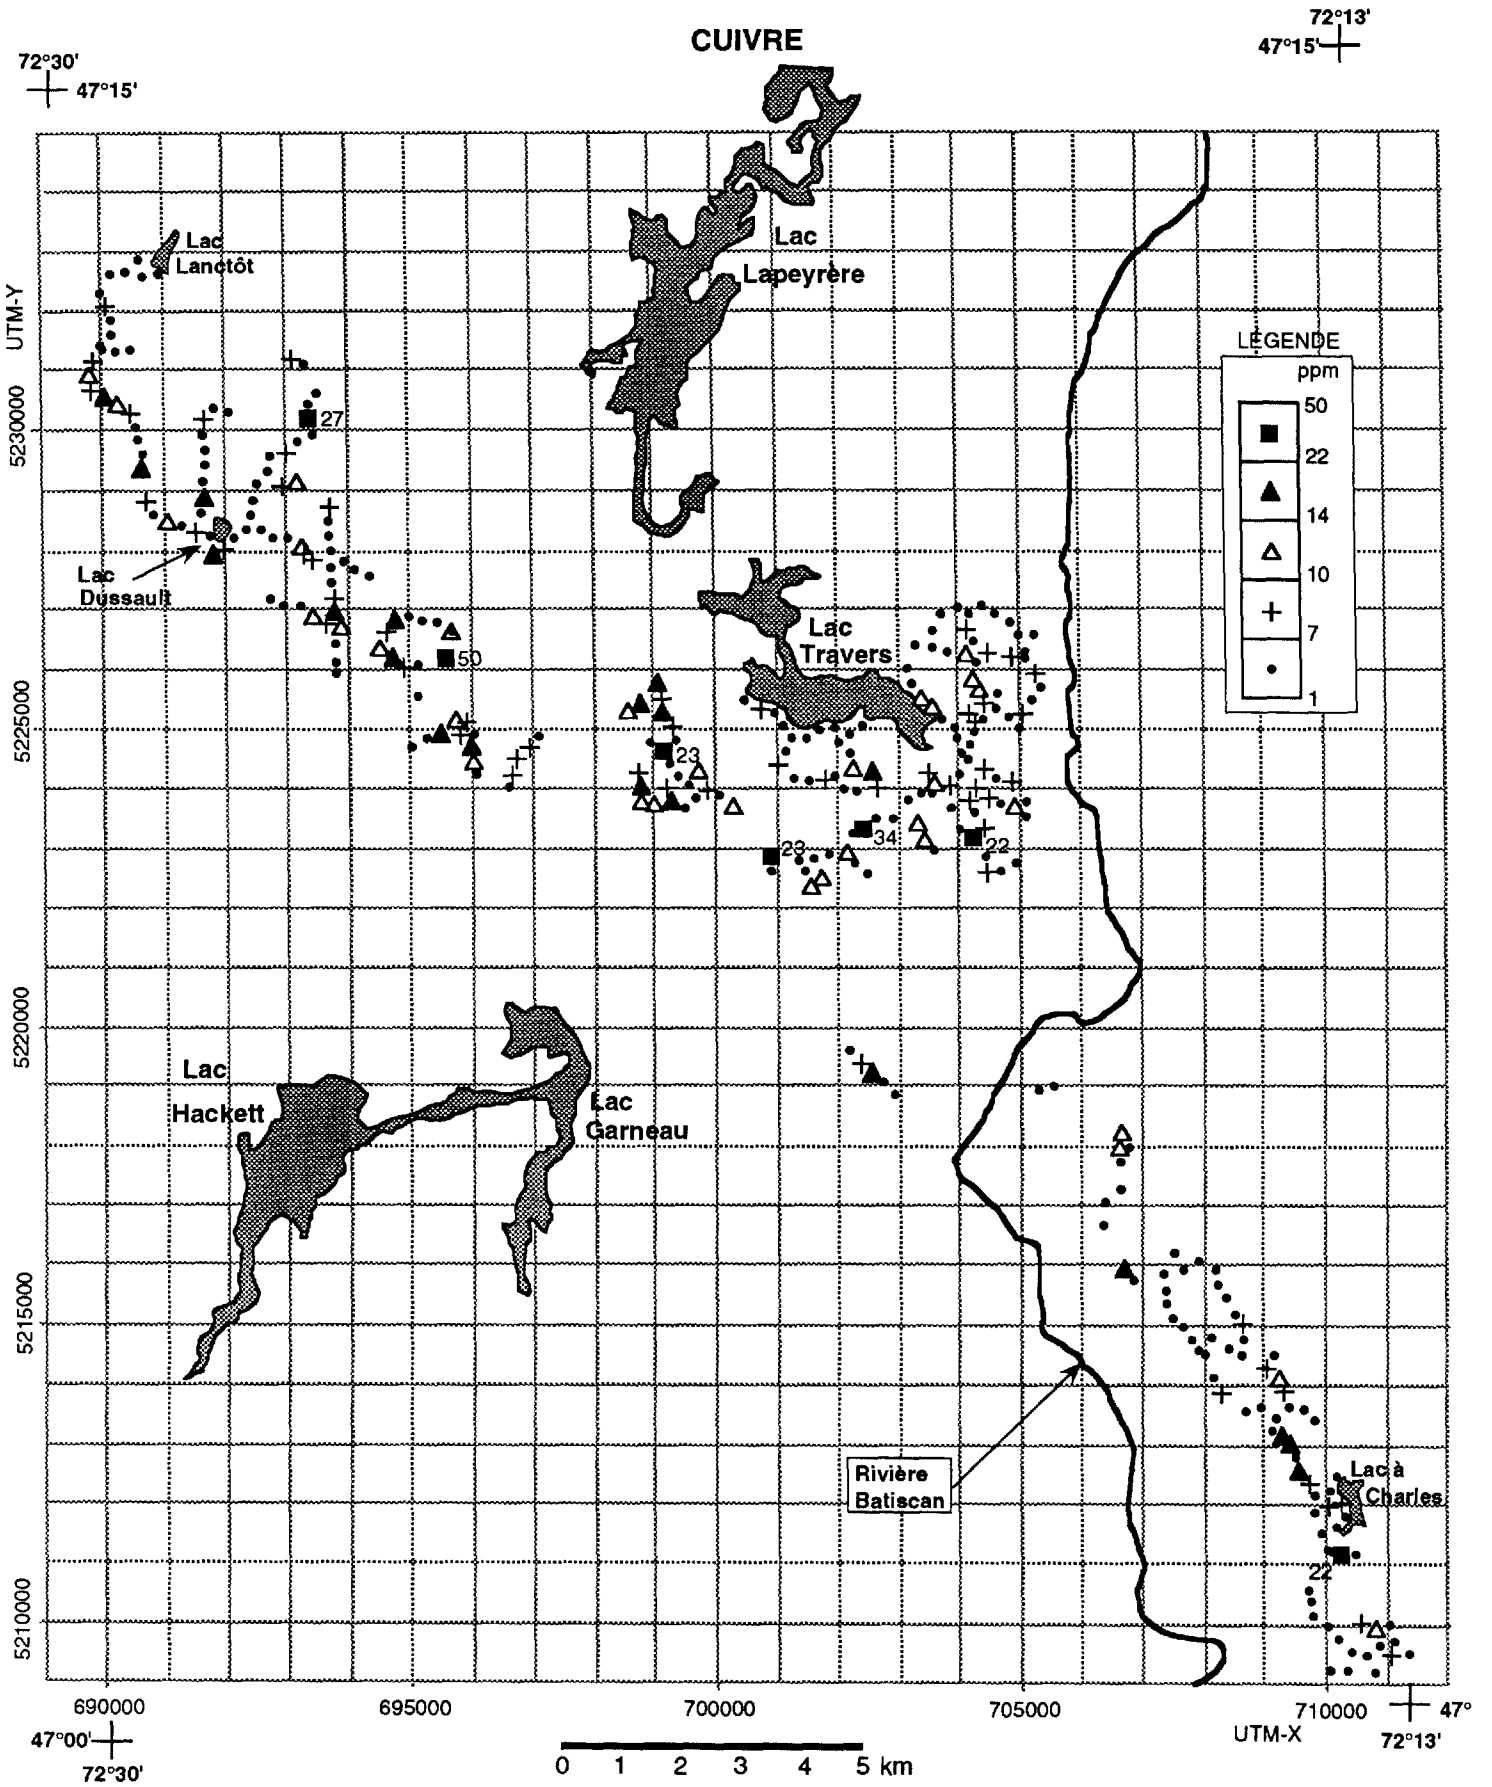 CUIVRE
72°13'
47°15'
72°30'
47°15'
Lac
Lanctôt
Lac
Lapeyrère
UTM-Y
LEGENDE
ppm
50
22
14
10
7
1
5230000
27
Lac
Dussault
50
Lac
Travers
5225000
23
34
23
22
5220000
Lac
Hackett
Lac
Garneau
5215000
Rivière
Batiscan
Lac à
Charles
22
5210000
690000
695000
700000
705000
710000
47°
UTM-X
72°13'
47°00'
72°30'
0 1 2 3 4 5 km